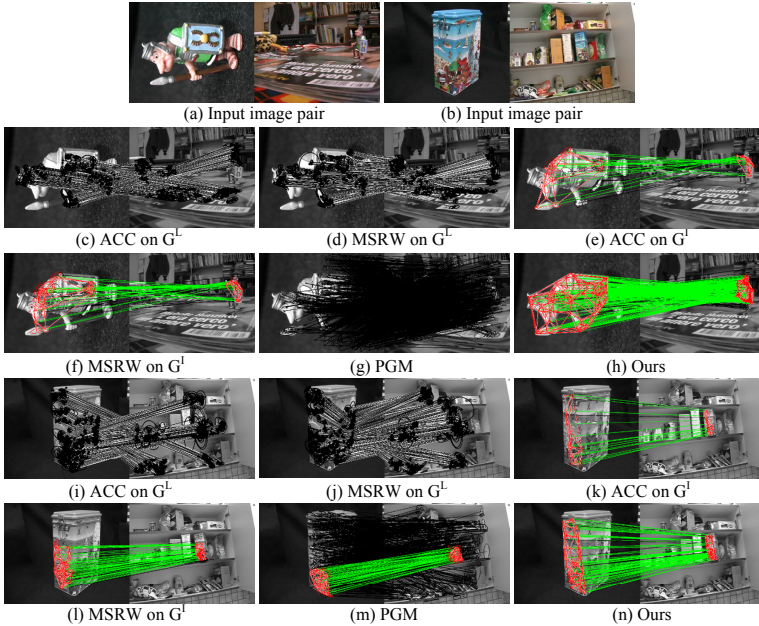 (a) Input image pair
(b) Input image pair
(c) ACC on G^L
(d) MSRW on G^L
(e) ACC on G^I
(f) MSRW on G^I
(g) PGM
(h) Ours
(i) ACC on G^L
(j) MSRW on G^L
(k) ACC on G^I
(l) MSRW on G^I
(m) PGM
(n) Ours